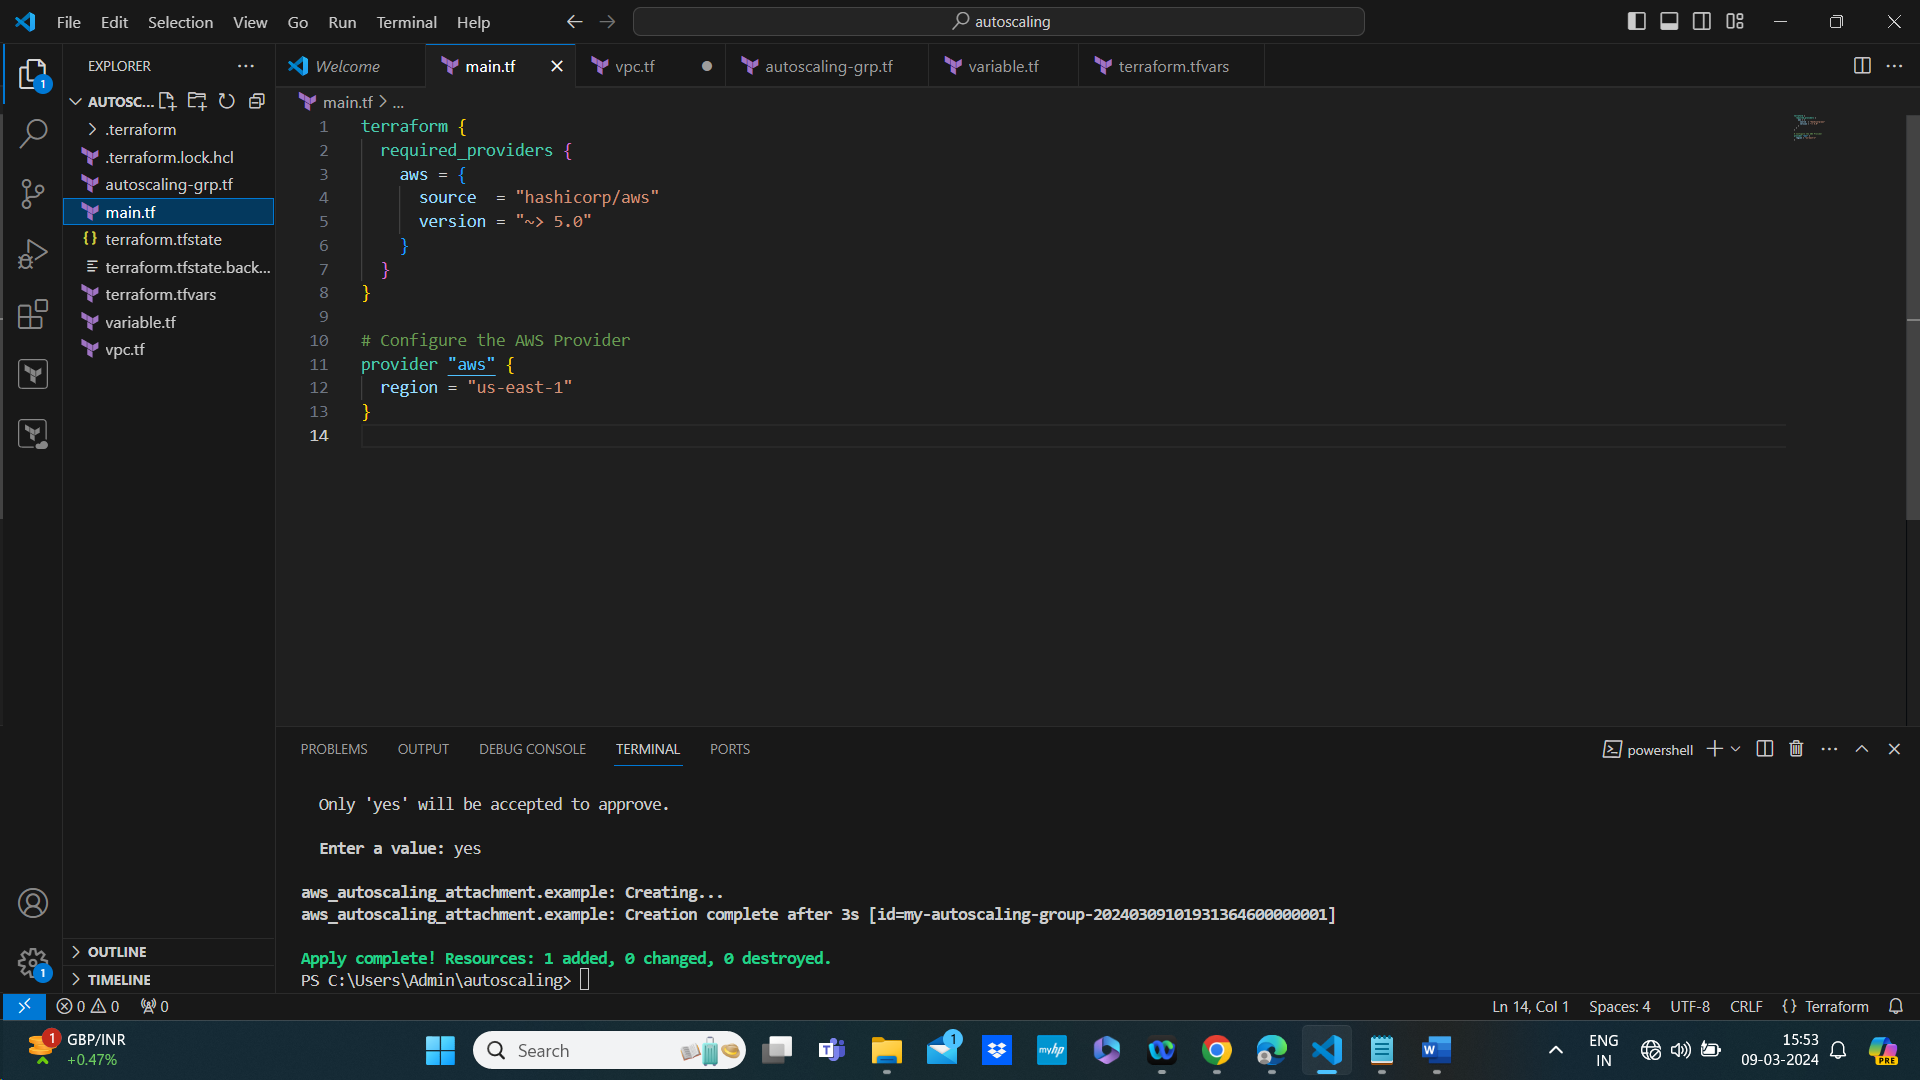 File Edit Selection View Go Run Terminal Help
autoscaling
EXPLORER
Welcome
main.tf
vpc.tf
autoscaling-grp.tf
variable.tf
terraform.tfvars
AUTOSC...
.terraform
.terraform.lock.hcl
autoscaling-grp.tf
main.tf
terraform.tfstate
terraform.tfstate.back...
terraform.tfvars
variable.tf
vpc.tf
OUTLINE
TIMELINE
1
1
main.tf > ...
1 terraform {
2 required_providers {
3 aws = {
4 source  = "hashicorp/aws"
5 version = "~> 5.0"
6 }
7 }
8 }
9
10 # Configure the AWS Provider
11 provider "aws" {
12 region = "us-east-1"
13 }
14
PROBLEMS OUTPUT DEBUG CONSOLE TERMINAL PORTS
powershell
Only 'yes' will be accepted to approve.
Enter a value: yes
aws_autoscaling_attachment.example: Creating...
aws_autoscaling_attachment.example: Creation complete after 3s [id=my-autoscaling-group-20240309101931364600000001]
Apply complete! Resources: 1 added, 0 changed, 0 destroyed.
PS C:\Users\Admin\autoscaling>
0 0 0
Ln 14, Col 1 Spaces: 4 UTF-8 CRLF {} Terraform
1
GBP/INR
+0.47%
Search
1
myhp
ENG
IN
15:53
09-03-2024
PRE